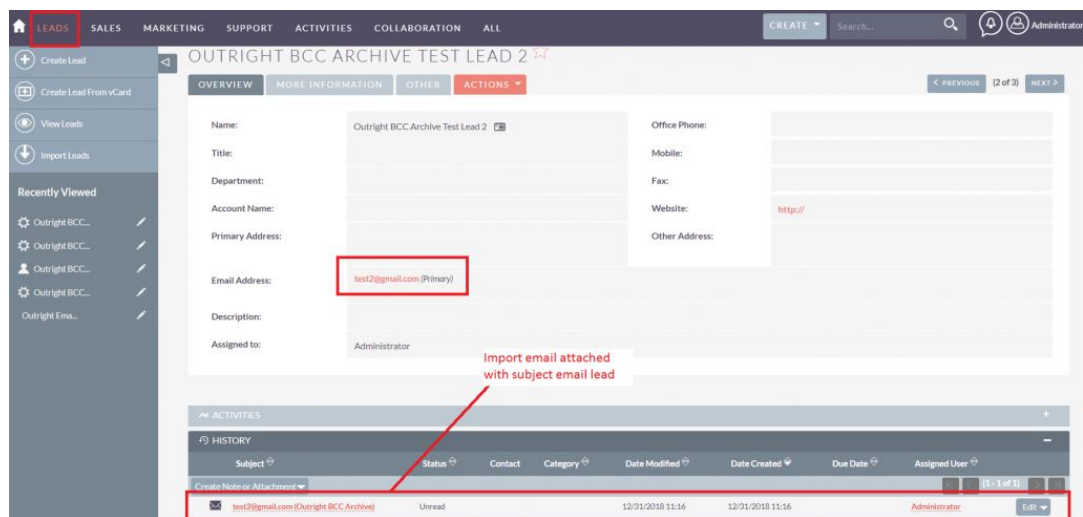 LEADS SALES MARKETING SUPPORT ACTIVITIES COLLABORATION ALL CREATE Search... Administrator
Create Lead
Create Lead From vCard
View Leads
Import Leads
Recently Viewed
Outright BCC...
Outright BCC...
Outright BCC...
Outright BCC...
Outright Ema...
OUTRIGHT BCC ARCHIVE TEST LEAD 2
OVERVIEW MORE INFORMATION OTHER ACTIONS < PREVIOUS (2 of 3) NEXT >
Name: Outright BCC Archive Test Lead 2 Office Phone:
Title: Mobile:
Department: Fax:
Account Name: Website: http://
Primary Address: Other Address:
Email Address: test2@gmail.com (Primary)
Description:
Assigned to: Administrator
Import email attached
with subject email lead
ACTIVITIES +
HISTORY −
Subject Status Contact Category Date Modified Date Created Due Date Assigned User
Create Note or Attachment (1 - 1 of 1)
test2@gmail.com (Outright BCC Archive) Unread 12/31/2018 11:16 12/31/2018 11:16 Administrator Edit